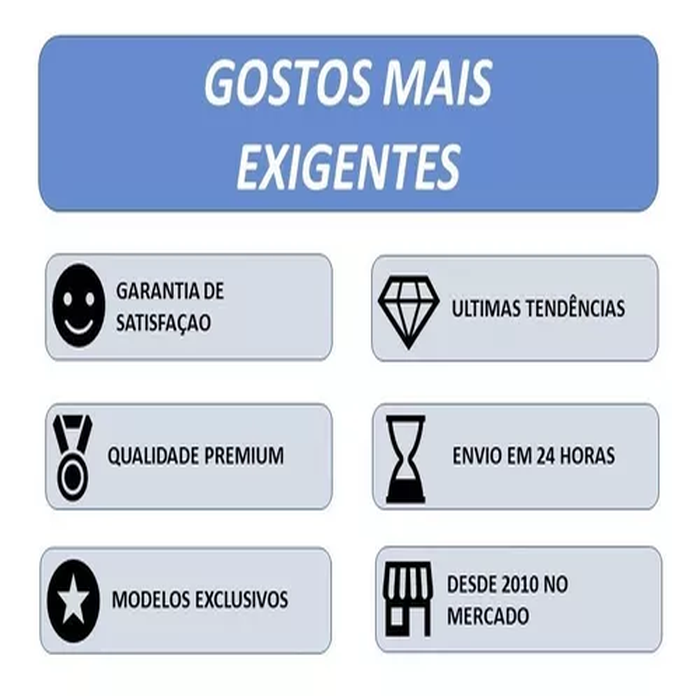 GOSTOS MAIS
EXIGENTES
GARANTIA DE
SATISFAÇAO
ULTIMAS TENDÊNCIAS
QUALIDADE PREMIUM
ENVIO EM 24 HORAS
MODELOS EXCLUSIVOS
DESDE 2010 NO
MERCADO